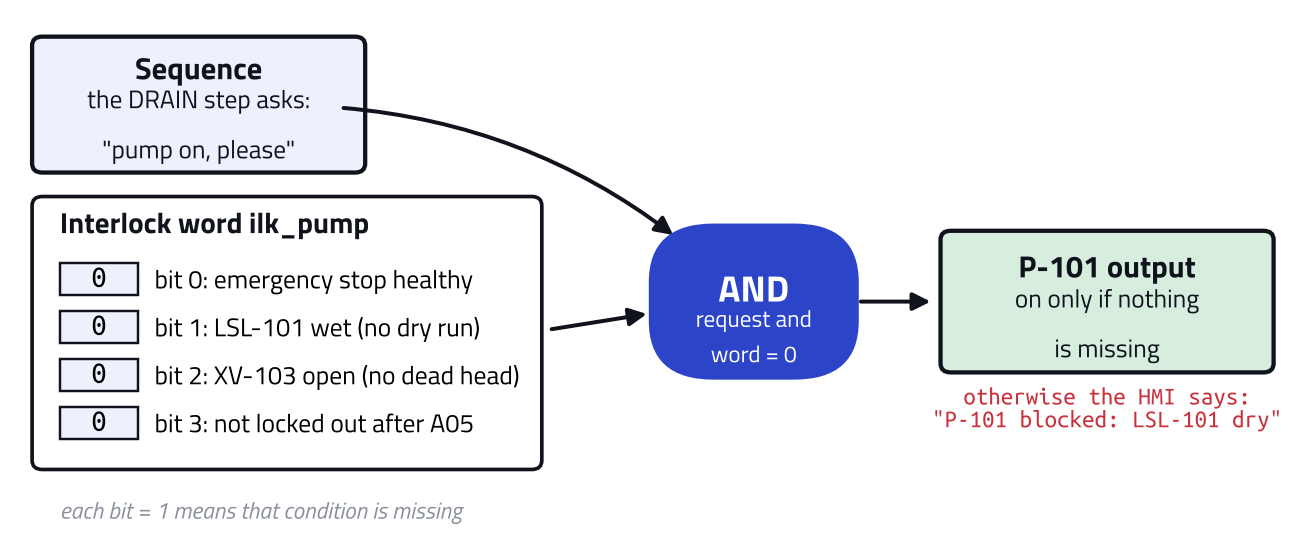 Sequence
the DRAIN step asks:
"pump on, please"
Interlock word ilk_pump
0 bit 0: emergency stop healthy
0 bit 1: LSL-101 wet (no dry run)
0 bit 2: XV-103 open (no dead head)
0 bit 3: not locked out after A05
each bit = 1 means that condition is missing
AND
request and
word = 0
P-101 output
on only if nothing
is missing
otherwise the HMI says:
"P-101 blocked: LSL-101 dry"